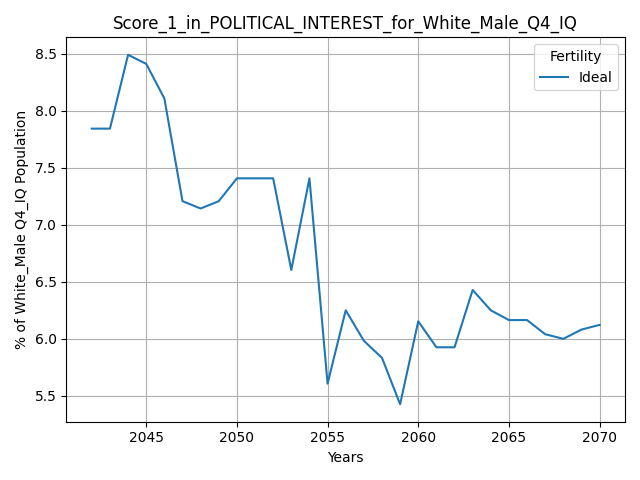 Score_1_in_POLITICAL_INTEREST_for_White_Male_Q4_IQ
Fertility
Ideal
% of White_Male Q4_IQ Population
8.5
8.0
7.5
7.0
6.5
6.0
5.5
2045 2050 2055 2060 2065 2070
Years